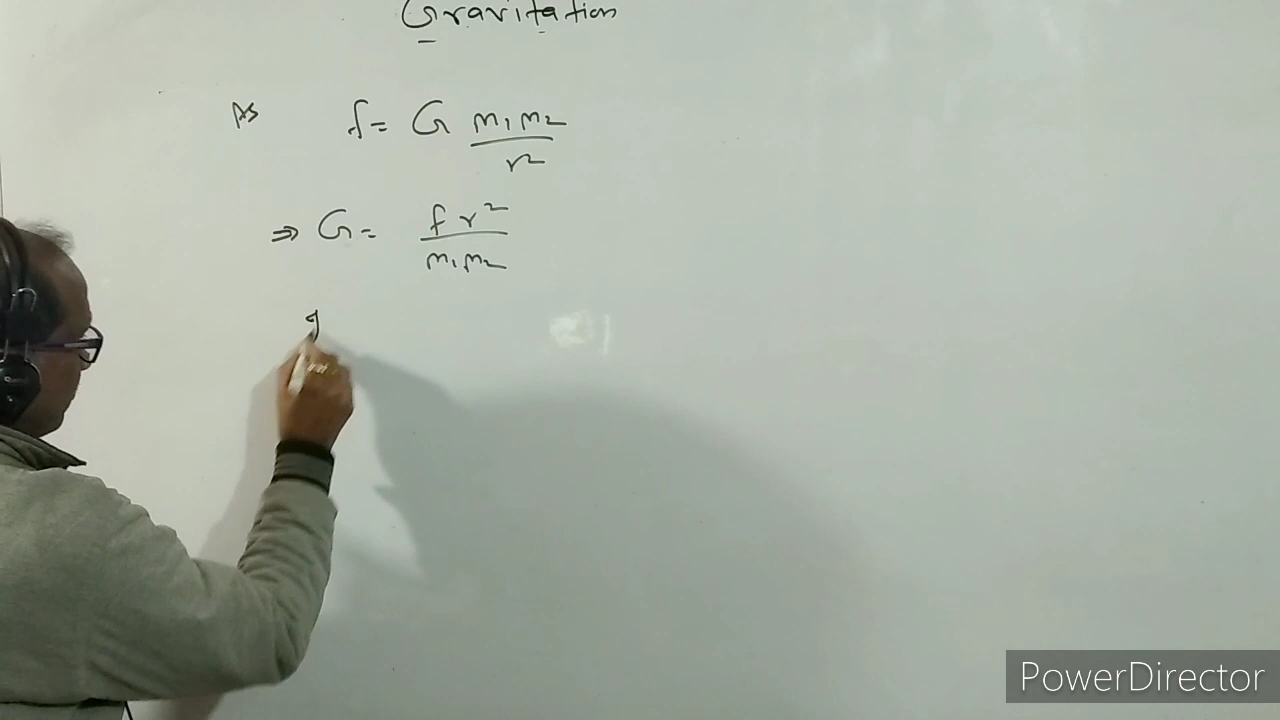 Gravitation
As f = G m₁m₂/r²
⇒ G = f r²/m₁m₂
PowerDirector